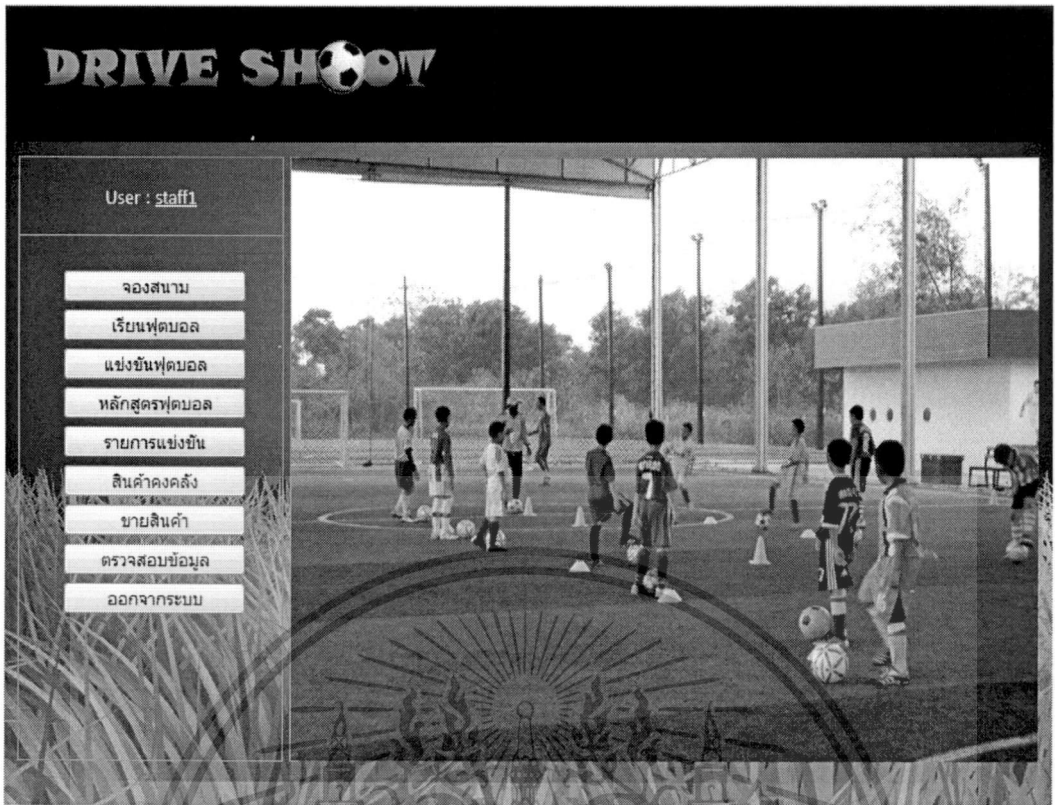 DRIVE SHOOT
User : staff1
จองสนาม
เรียนฟุตบอล
แข่งขันฟุตบอล
หลักสูตรฟุตบอล
รายการแข่งขัน
สินค้าคงคลัง
ขายสินค้า
ตรวจสอบข้อมูล
ออกจากระบบ
7